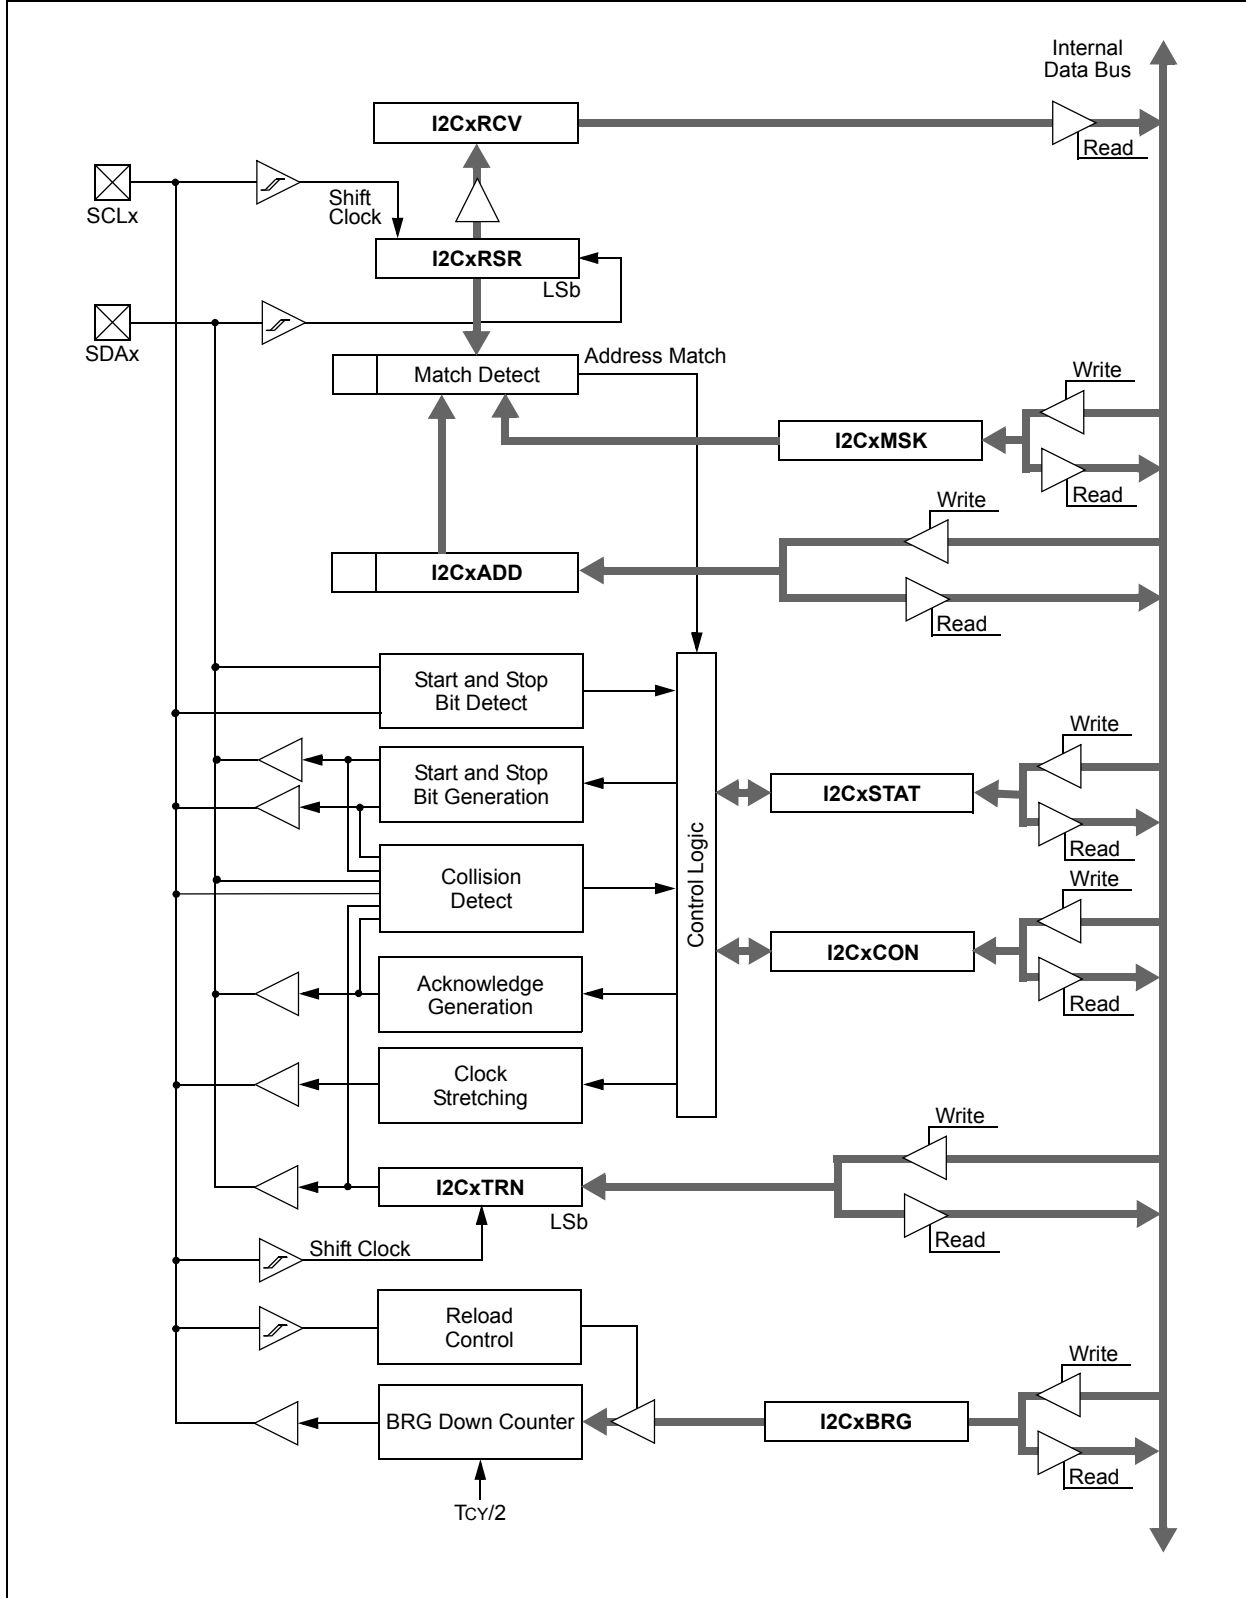 Internal
Data Bus
I2CxRCV
Read
SCLx
Shift
Clock
I2CxRSR
LSb
SDAx
Address Match
Match Detect
Write
I2CxMSK
Read
Write
I2CxADD
Read
Start and Stop
Bit Detect
Write
Start and Stop
Bit Generation
I2CxSTAT
Read
Control Logic
Collision
Detect
Write
I2CxCON
Read
Acknowledge
Generation
Clock
Stretching
Write
I2CxTRN
LSb
Read
Shift Clock
Reload
Control
Write
BRG Down Counter
I2CxBRG
Read
TCY/2